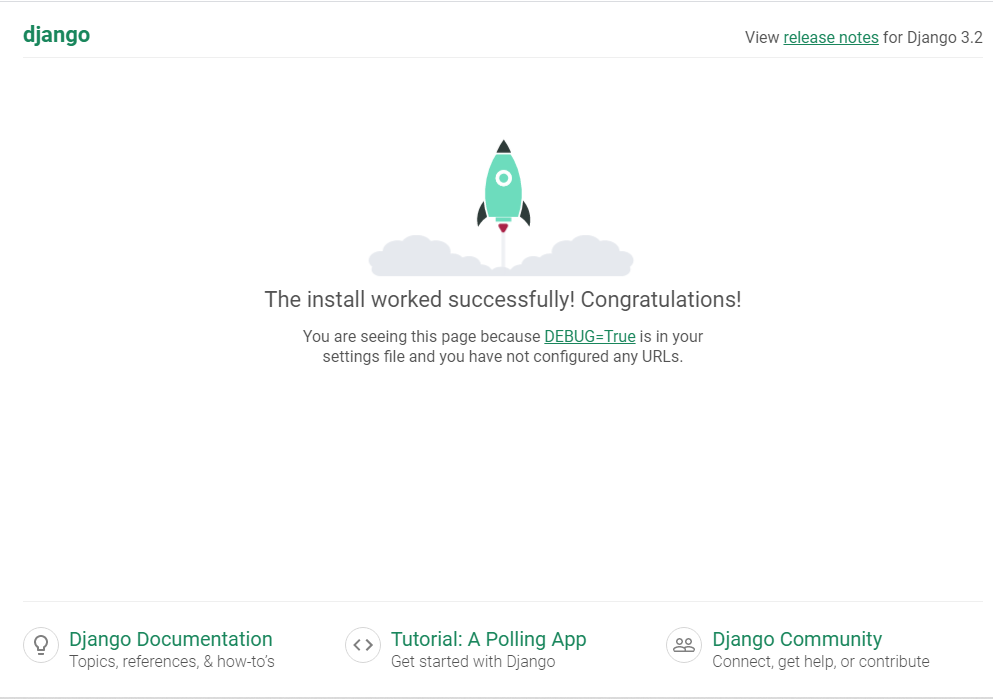 django
View release notes for Django 3.2
The install worked successfully! Congratulations!
You are seeing this page because DEBUG=True is in your
settings file and you have not configured any URLs.
Django Documentation
Topics, references, & how-to’s
Tutorial: A Polling App
Get started with Django
Django Community
Connect, get help, or contribute